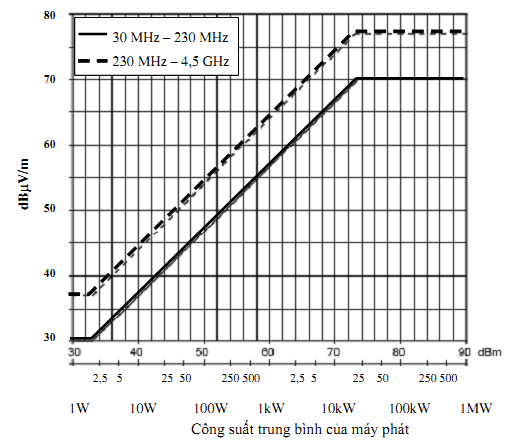 80
30 MHz – 230 MHz
230 MHz – 4,5 GHz
70
60
50
40
30
dBµV/m
30 40 50 60 70 80 90 dBm
2,5 5 25 50 250 500 2,5 5 25 50 250 500
1W 10W 100W 1kW 10kW 100kW 1MW
Công suất trung bình của máy phát